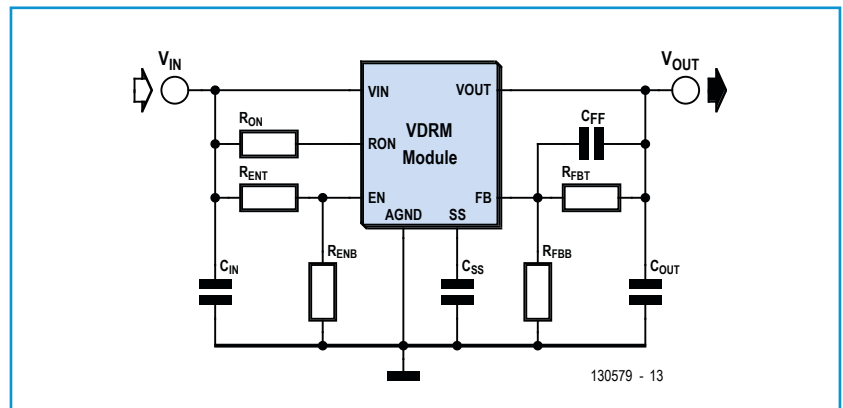 VIN
VOUT
VIN
VOUT
CFF
RON
RON
VDRM
Module
RENT
RFBT
EN
FB
AGND
SS
RENB
CIN
CSS
RFBB
COUT
130579 - 13